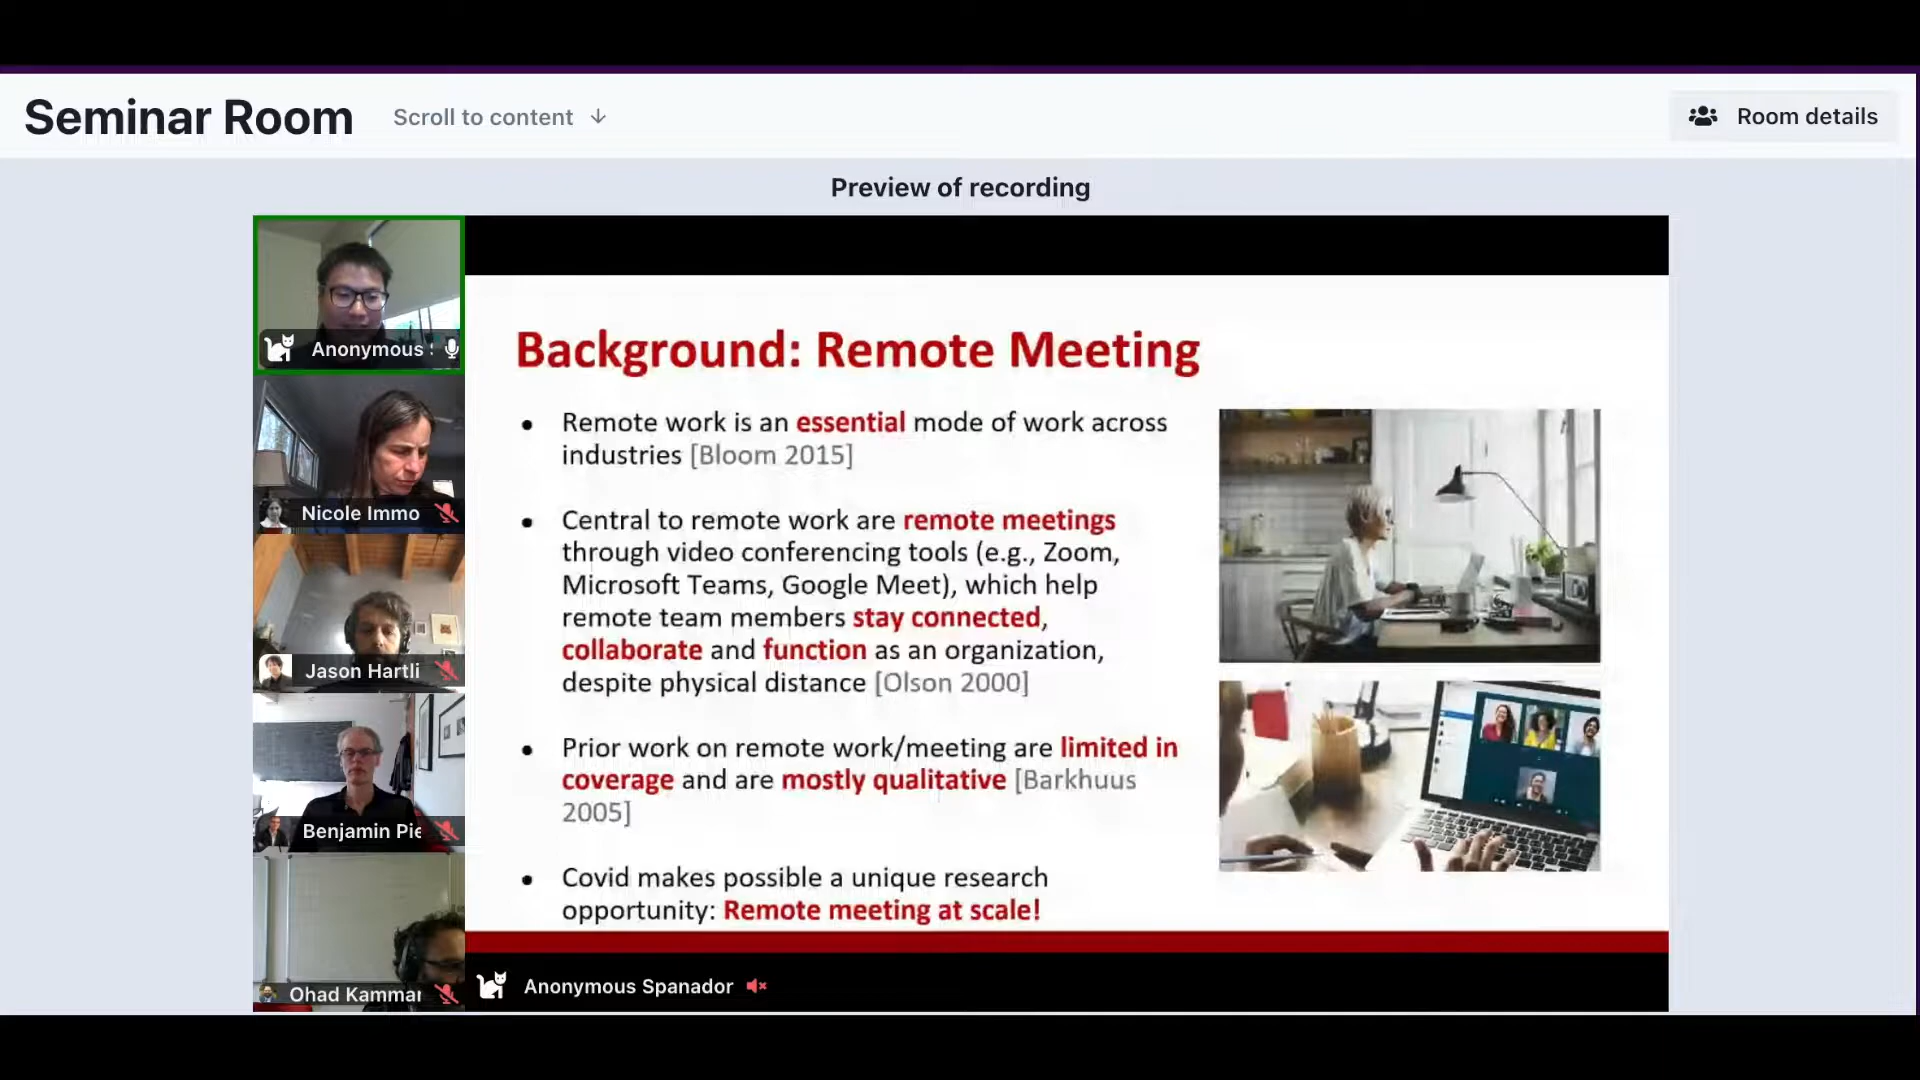 Seminar Room
Scroll to content ↓
Room details
Preview of recording
Anonymous
Nicole Immo
Jason Hartli
Benjamin Pie
Ohad Kammar
Background: Remote Meeting
• Remote work is an essential mode of work across
industries [Bloom 2015]
• Central to remote work are remote meetings
through video conferencing tools (e.g., Zoom,
Microsoft Teams, Google Meet), which help
remote team members stay connected,
collaborate and function as an organization,
despite physical distance [Olson 2000]
• Prior work on remote work/meeting are limited in
coverage and are mostly qualitative [Barkhuus
2005]
• Covid makes possible a unique research
opportunity: Remote meeting at scale!
Anonymous Spanador